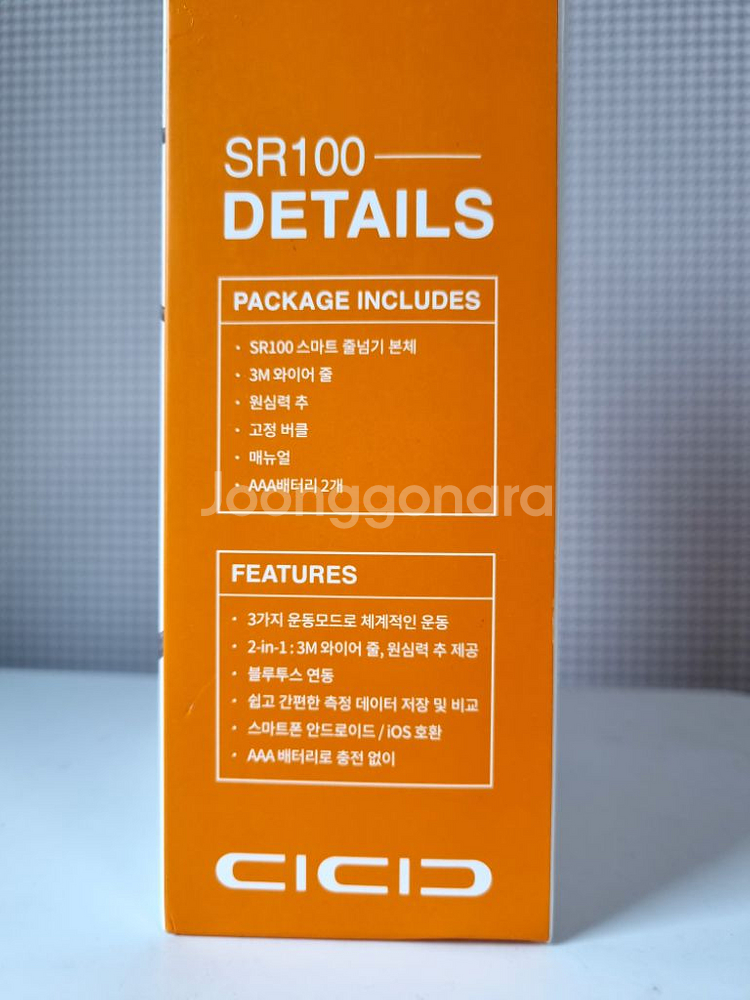 SR100
DETAILS
PACKAGE INCLUDES
· SR100 스마트 줄넘기 본체
· 3M 와이어 줄
· 원심력 추
· 고정 버클
· 매뉴얼
· AAA배터리 2개
Joonggonara
FEATURES
· 3가지 운동모드로 체계적인 운동
· 2-in-1 : 3M 와이어 줄, 원심력 추 제공
· 블루투스 연동
· 쉽고 간편한 측정 데이터 저장 및 비교
· 스마트폰 안드로이드 / iOS 호환
· AAA 배터리로 충전 없이